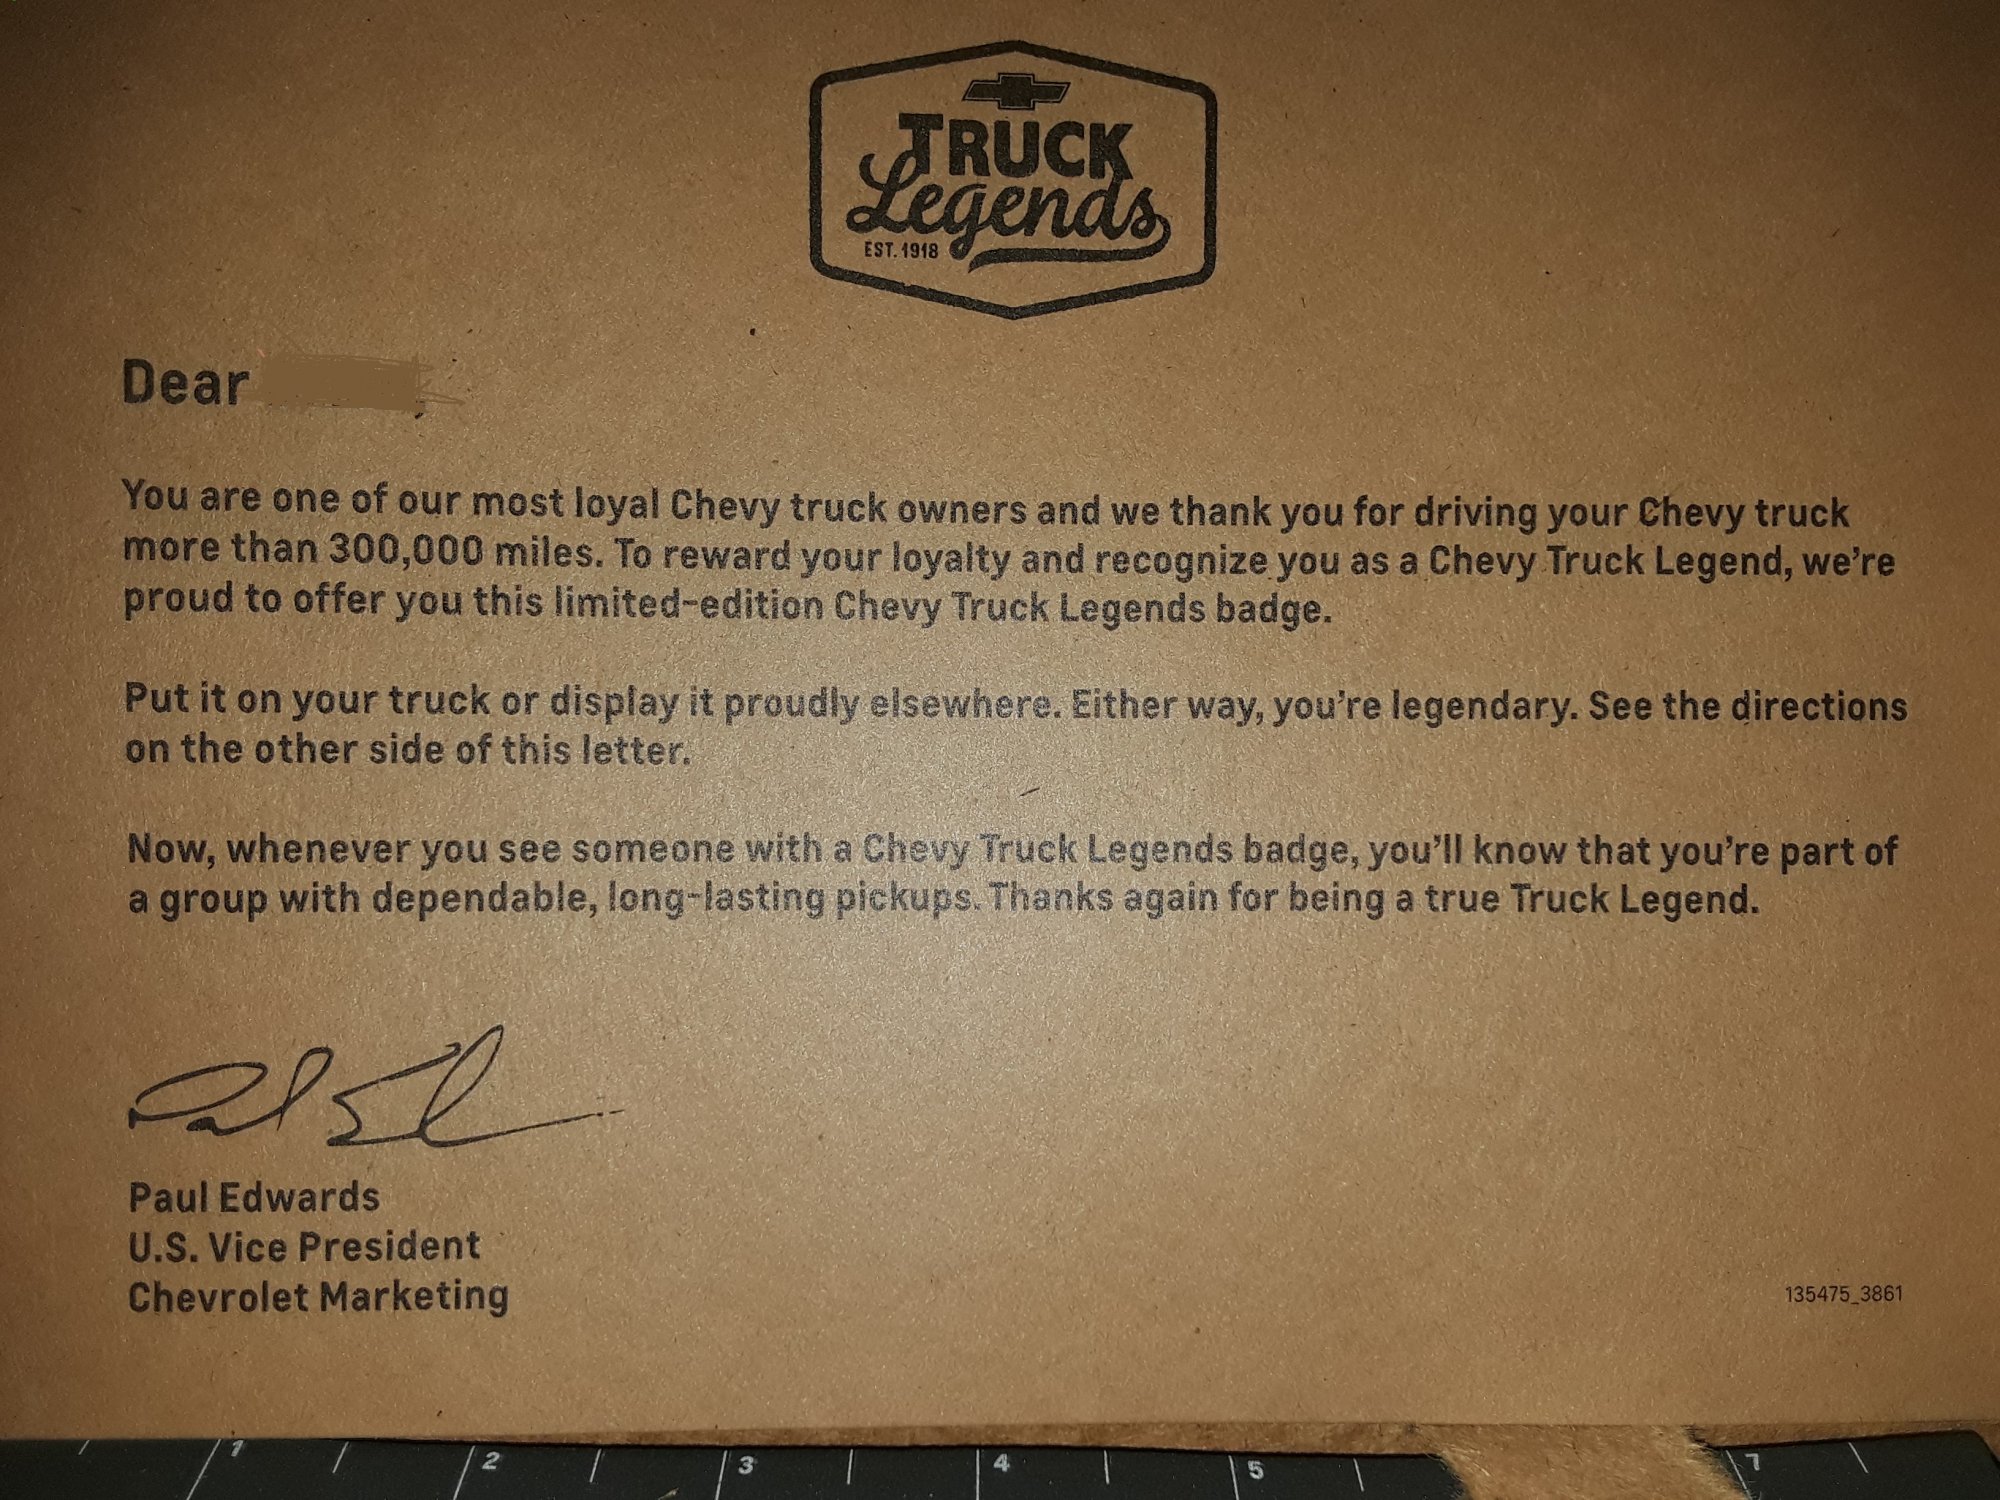 TRUCK
Legends
EST. 1918
Dear
You are one of our most loyal Chevy truck owners and we thank you for driving your Chevy truck
more than 300,000 miles. To reward your loyalty and recognize you as a Chevy Truck Legend, we're
proud to offer you this limited-edition Chevy Truck Legends badge.
Put it on your truck or display it proudly elsewhere. Either way, you're legendary. See the directions
on the other side of this letter.
Now, whenever you see someone with a Chevy Truck Legends badge, you'll know that you're part of
a group with dependable, long-lasting pickups. Thanks again for being a true Truck Legend.
Paul Edwards
U.S. Vice President
Chevrolet Marketing
135475_3861
1 2 3 4 5 7